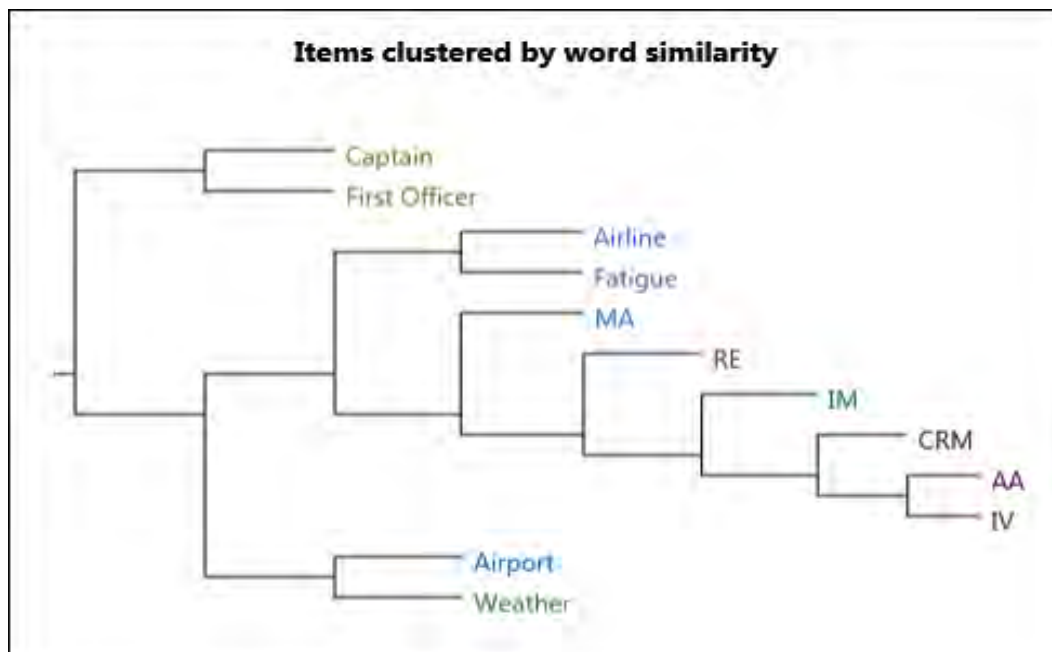 Items clustered by word similarity
Captain
First Officer
Airline
Fatigue
MA
RE
IM
CRM
AA
IV
Airport
Weather